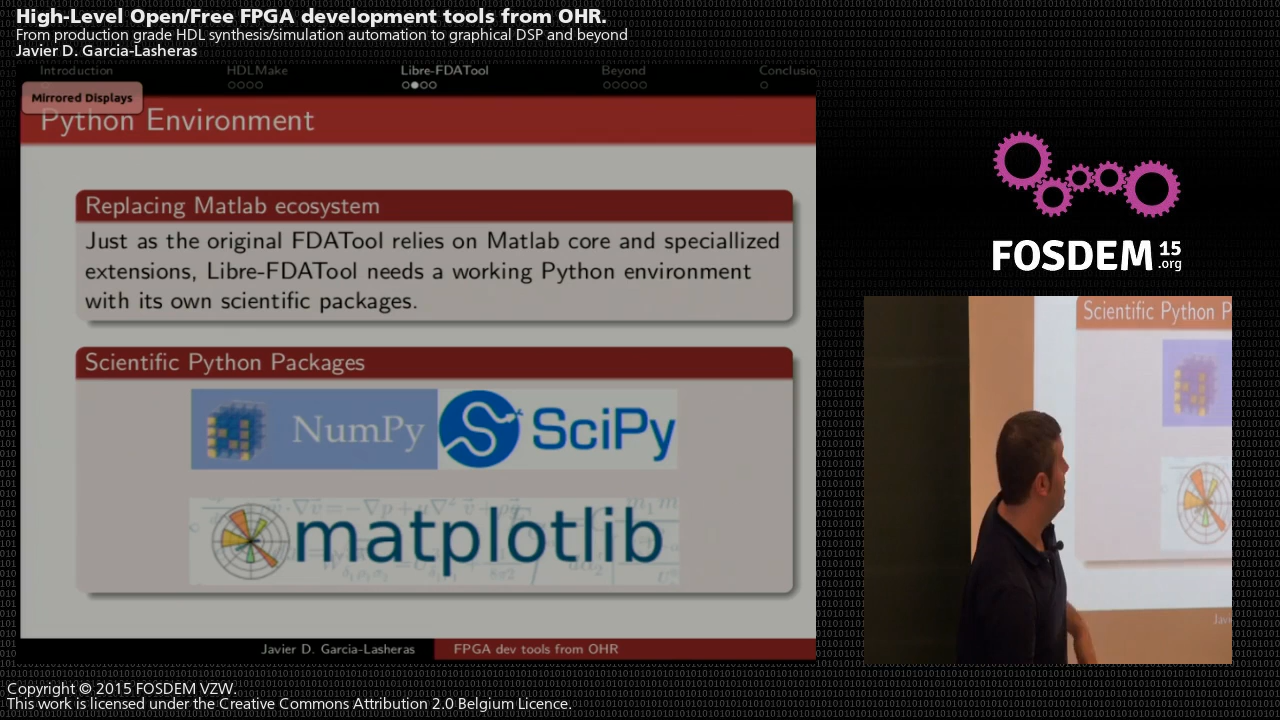 High-Level Open/Free FPGA development tools from OHR.
From production grade HDL synthesis/simulation automation to graphical DSP and beyond
Javier D. Garcia-Lasheras
Introduction HDLMake Libre-FDATool Beyond Conclusio
Mirrored Displays
Python Environment
Replacing Matlab ecosystem
Just as the original FDATool relies on Matlab core and speciallized
extensions, Libre-FDATool needs a working Python environment
with its own scientific packages.
Scientific Python Packages
NumPy SciPy
matplotlib
Javier D. Garcia-Lasheras FPGA dev tools from OHR
FOSDEM 15 .org
Scientific Python P
Copyright © 2015 FOSDEM VZW.
This work is licensed under the Creative Commons Attribution 2.0 Belgium Licence.